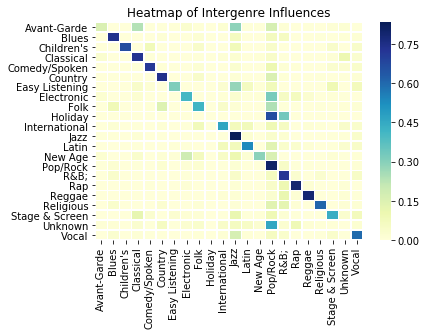 Heatmap of Intergenre Influences
Avant-Garde
Blues
Children's
Classical
Comedy/Spoken
Country
Easy Listening
Electronic
Folk
Holiday
International
Jazz
Latin
New Age
Pop/Rock
R&B;
Rap
Reggae
Religious
Stage & Screen
Unknown
Vocal
0.75
0.60
0.45
0.30
0.15
0.00
Avant-Garde
Blues
Children's
Classical
Comedy/Spoken
Country
Easy Listening
Electronic
Folk
Holiday
International
Jazz
Latin
New Age
Pop/Rock
R&B;
Rap
Reggae
Religious
Stage & Screen
Unknown
Vocal